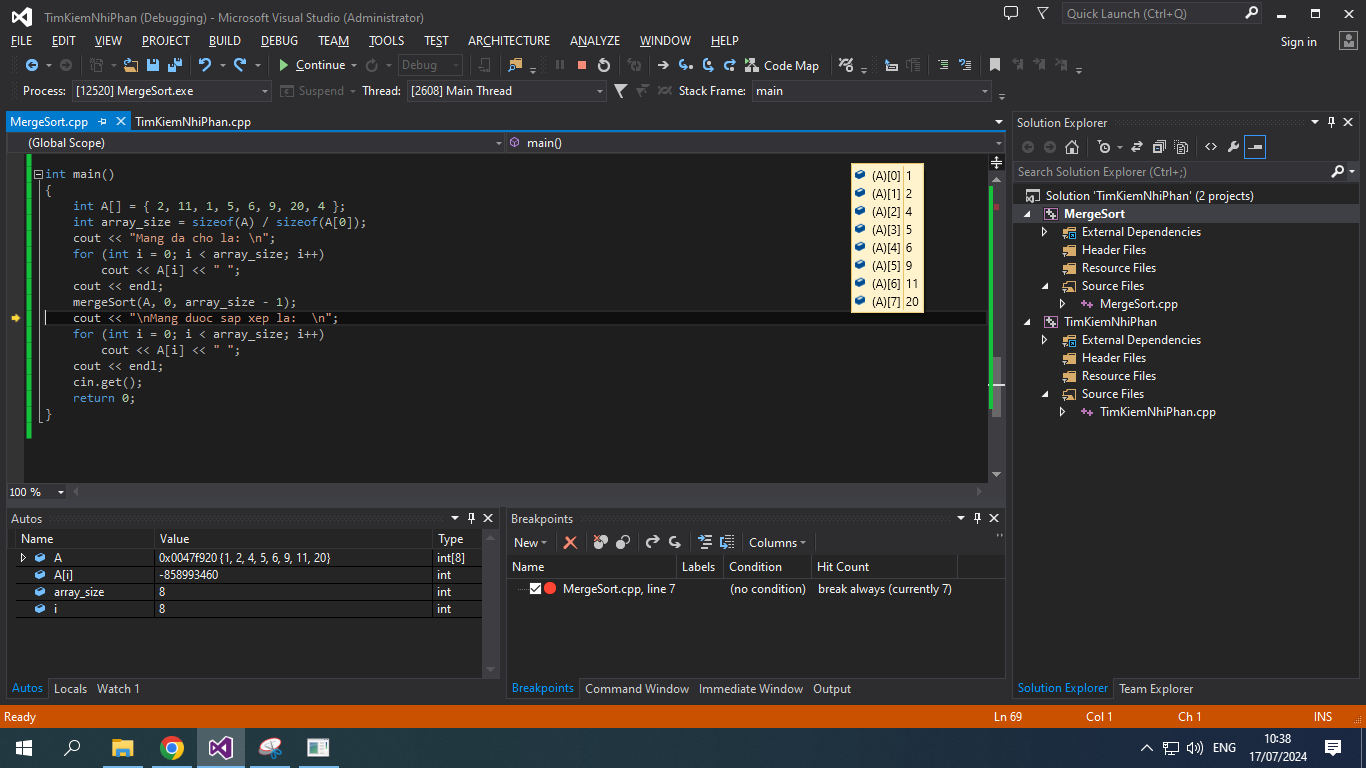 TimKiemNhiPhan (Debugging) - Microsoft Visual Studio (Administrator)
Quick Launch (Ctrl+Q)
FILE EDIT VIEW PROJECT BUILD DEBUG TEAM TOOLS TEST ARCHITECTURE ANALYZE WINDOW HELP
Sign in
Continue Debug Code Map
Process: [12520] MergeSort.exe Suspend Thread: [2608] Main Thread Stack Frame: main
MergeSort.cpp TimKiemNhiPhan.cpp
(Global Scope) main()
int main()
{
int A[] = { 2, 11, 1, 5, 6, 9, 20, 4 };
int array_size = sizeof(A) / sizeof(A[0]);
cout << "Mang da cho la: \n";
for (int i = 0; i < array_size; i++)
cout << A[i] << " ";
cout << endl;
mergeSort(A, 0, array_size - 1);
cout << "\nMang duoc sap xep la:  \n";
for (int i = 0; i < array_size; i++)
cout << A[i] << " ";
cout << endl;
cin.get();
return 0;
}
(A)[0] 1
(A)[1] 2
(A)[2] 4
(A)[3] 5
(A)[4] 6
(A)[5] 9
(A)[6] 11
(A)[7] 20
100 %
Autos
Name Value Type
A 0x0047f920 {1, 2, 4, 5, 6, 9, 11, 20} int[8]
A[i] -858993460 int
array_size 8 int
i 8 int
Autos Locals Watch 1
Breakpoints
New Columns
Name Labels Condition Hit Count
MergeSort.cpp, line 7 (no condition) break always (currently 7)
Breakpoints Command Window Immediate Window Output
Solution Explorer
Search Solution Explorer (Ctrl+;)
Solution 'TimKiemNhiPhan' (2 projects)
MergeSort
External Dependencies
Header Files
Resource Files
Source Files
MergeSort.cpp
TimKiemNhiPhan
External Dependencies
Header Files
Resource Files
Source Files
TimKiemNhiPhan.cpp
Solution Explorer Team Explorer
Ready Ln 69 Col 1 Ch 1 INS
ENG
10:38
17/07/2024